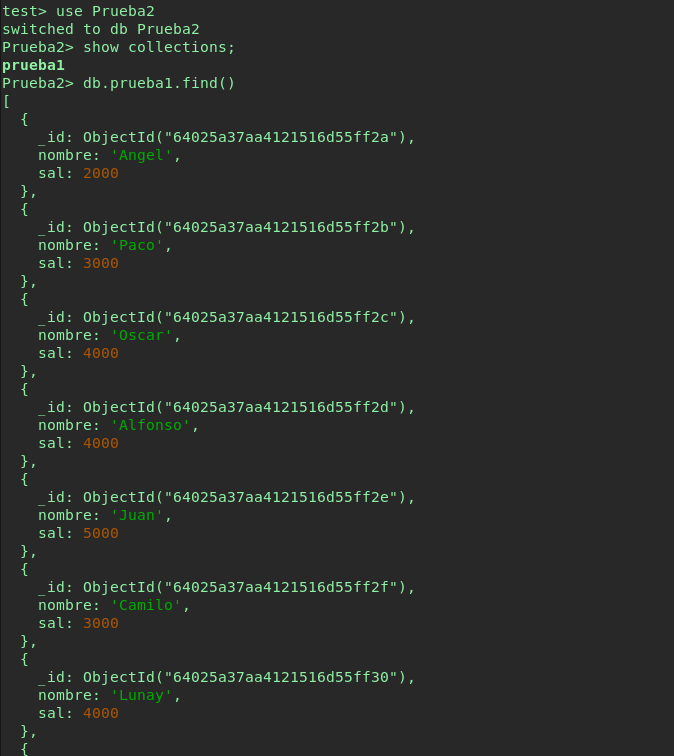 test> use Prueba2
switched to db Prueba2
Prueba2> show collections;
prueba1
Prueba2> db.prueba1.find()
[
  {
    _id: ObjectId("64025a37aa4121516d55ff2a"),
    nombre: 'Angel',
    sal: 2000
  },
  {
    _id: ObjectId("64025a37aa4121516d55ff2b"),
    nombre: 'Paco',
    sal: 3000
  },
  {
    _id: ObjectId("64025a37aa4121516d55ff2c"),
    nombre: 'Oscar',
    sal: 4000
  },
  {
    _id: ObjectId("64025a37aa4121516d55ff2d"),
    nombre: 'Alfonso',
    sal: 4000
  },
  {
    _id: ObjectId("64025a37aa4121516d55ff2e"),
    nombre: 'Juan',
    sal: 5000
  },
  {
    _id: ObjectId("64025a37aa4121516d55ff2f"),
    nombre: 'Camilo',
    sal: 3000
  },
  {
    _id: ObjectId("64025a37aa4121516d55ff30"),
    nombre: 'Lunay',
    sal: 4000
  },
  {